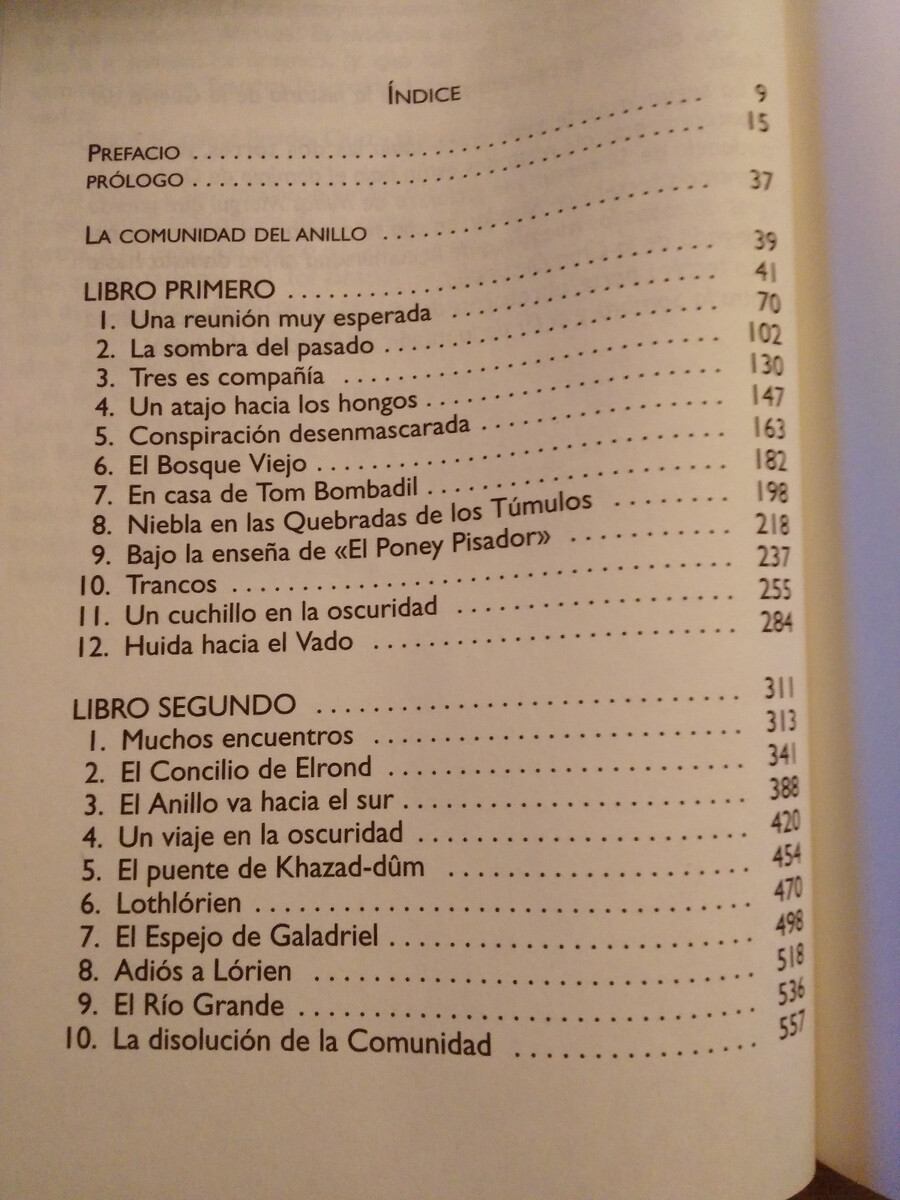 ÍNDICE
PREFACIO . . . . . . . . . . . . . . . . . . . . . . . . . . . . . . . . . . . . . 9
PRÓLOGO . . . . . . . . . . . . . . . . . . . . . . . . . . . . . . . . . . . . . 15
LA COMUNIDAD DEL ANILLO . . . . . . . . . . . . . . . . . . . . . . . 37
LIBRO PRIMERO . . . . . . . . . . . . . . . . . . . . . . . . . . . . . . 39
1. Una reunión muy esperada . . . . . . . . . . . . . . . . . . 41
2. La sombra del pasado . . . . . . . . . . . . . . . . . . . . . . 70
3. Tres es compañía . . . . . . . . . . . . . . . . . . . . . . . . . 102
4. Un atajo hacia los hongos . . . . . . . . . . . . . . . . . . . . 130
5. Conspiración desenmascarada . . . . . . . . . . . . . . . . 147
6. El Bosque Viejo . . . . . . . . . . . . . . . . . . . . . . . . . . . 163
7. En casa de Tom Bombadil . . . . . . . . . . . . . . . . . . . . 182
8. Niebla en las Quebradas de los Túmulos . . . . . . . . 198
9. Bajo la enseña de «El Poney Pisador» . . . . . . . . . . . 218
10. Trancos . . . . . . . . . . . . . . . . . . . . . . . . . . . . . . . . . 237
11. Un cuchillo en la oscuridad . . . . . . . . . . . . . . . . . . 255
12. Huida hacia el Vado . . . . . . . . . . . . . . . . . . . . . . . 284
LIBRO SEGUNDO . . . . . . . . . . . . . . . . . . . . . . . . . . . . 311
1. Muchos encuentros . . . . . . . . . . . . . . . . . . . . . . . . 313
2. El Concilio de Elrond . . . . . . . . . . . . . . . . . . . . . . . 341
3. El Anillo va hacia el sur . . . . . . . . . . . . . . . . . . . . . . 388
4. Un viaje en la oscuridad . . . . . . . . . . . . . . . . . . . . . 420
5. El puente de Khazad-dûm . . . . . . . . . . . . . . . . . . . 454
6. Lothlórien . . . . . . . . . . . . . . . . . . . . . . . . . . . . . . . 470
7. El Espejo de Galadriel . . . . . . . . . . . . . . . . . . . . . . . 498
8. Adiós a Lórien . . . . . . . . . . . . . . . . . . . . . . . . . . . . 518
9. El Río Grande . . . . . . . . . . . . . . . . . . . . . . . . . . . . . 536
10. La disolución de la Comunidad . . . . . . . . . . . . . . . 557